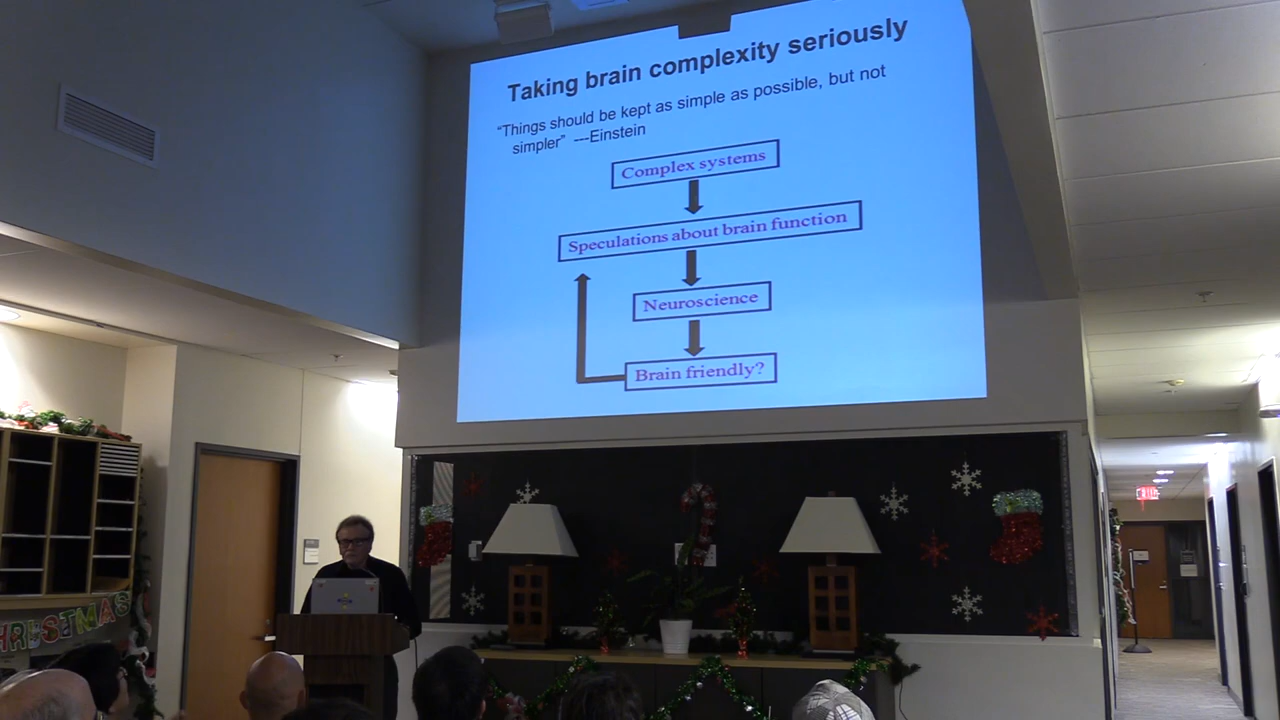 Taking brain complexity seriously
“Things should be kept as simple as possible, but not
simpler” ---Einstein
Complex systems
Speculations about brain function
Neuroscience
Brain friendly?
CHRISTMAS
EXIT